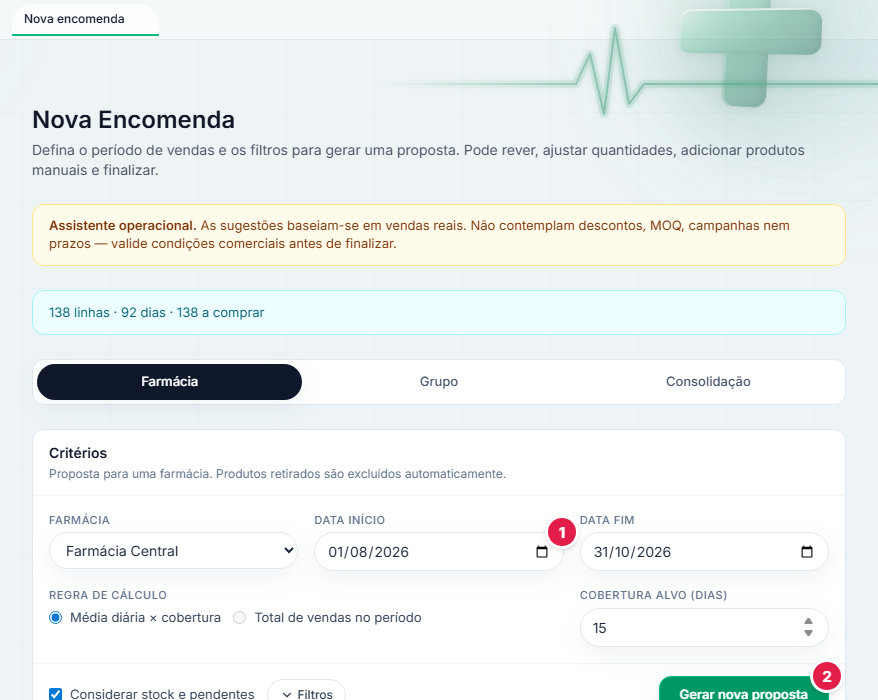 Nova encomenda
Nova Encomenda
Defina o período de vendas e os filtros para gerar uma proposta. Pode rever, ajustar quantidades, adicionar produtos
manuais e finalizar.
Assistente operacional. As sugestões baseiam-se em vendas reais. Não contemplam descontos, MOQ, campanhas nem
prazos — valide condições comerciais antes de finalizar.
138 linhas · 92 dias · 138 a comprar
Farmácia Grupo Consolidação
Critérios
Proposta para uma farmácia. Produtos retirados são excluídos automaticamente.
FARMÁCIA DATA INÍCIO 1 DATA FIM
Farmácia Central 01/08/2026 31/10/2026
REGRA DE CÁLCULO COBERTURA ALVO (DIAS)
Média diária × cobertura Total de vendas no período 15
Considerar stock e pendentes Filtros Gerar nova proposta 2